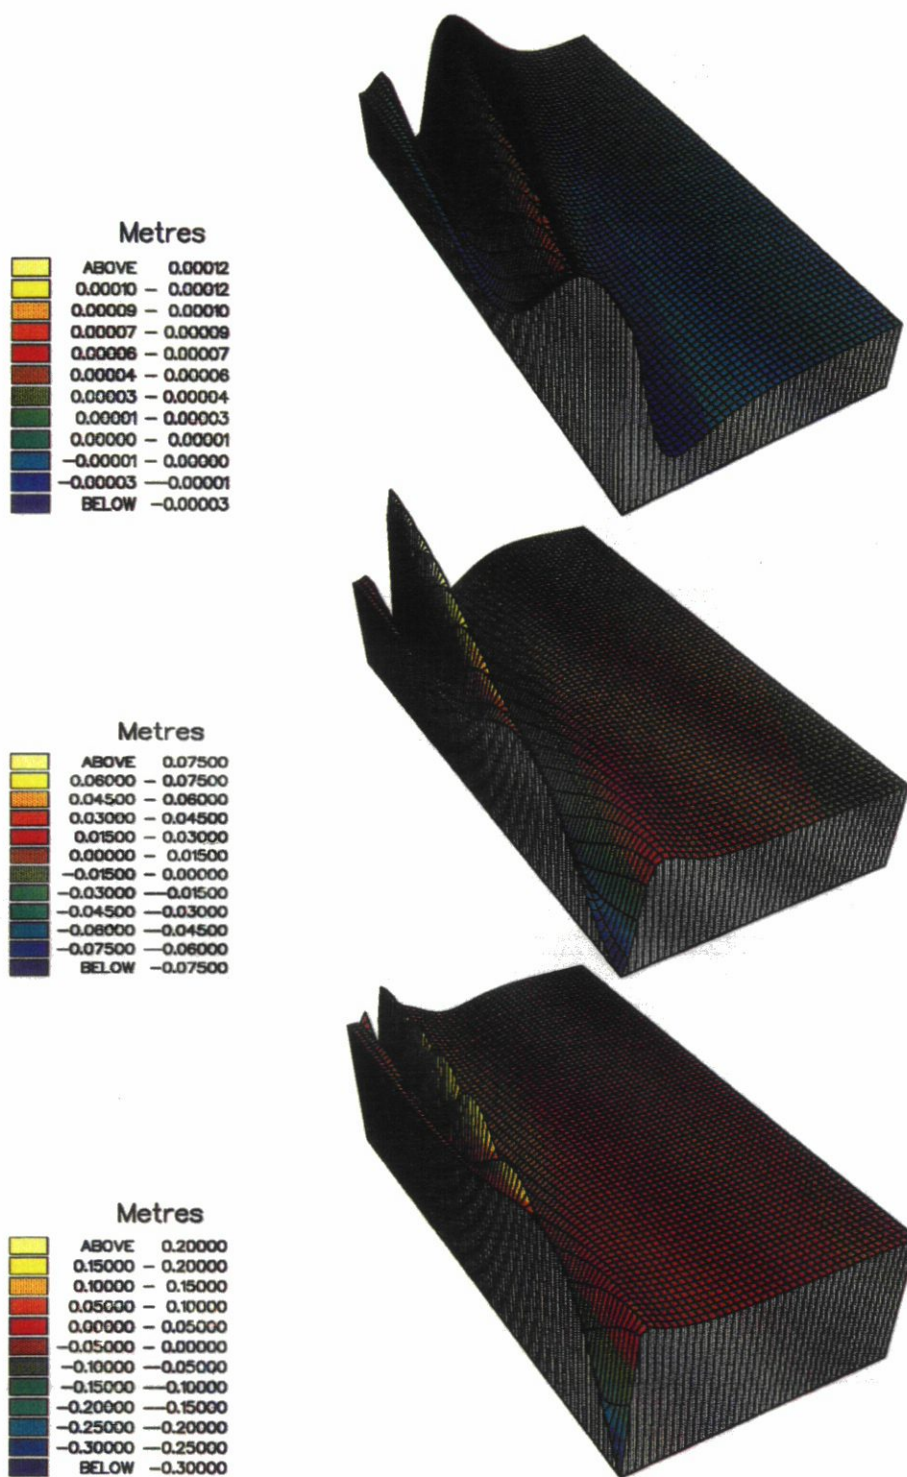 Metres
ABOVE 0.00012
0.00010 - 0.00012
0.00009 - 0.00010
0.00007 - 0.00009
0.00006 - 0.00007
0.00004 - 0.00006
0.00003 - 0.00004
0.00001 - 0.00003
0.00000 - 0.00001
-0.00001 - 0.00000
-0.00003 --0.00001
BELOW -0.00003
Metres
ABOVE 0.07500
0.06000 - 0.07500
0.04500 - 0.06000
0.03000 - 0.04500
0.01500 - 0.03000
0.00000 - 0.01500
-0.01500 - 0.00000
-0.03000 --0.01500
-0.04500 --0.03000
-0.06000 --0.04500
-0.07500 --0.06000
BELOW -0.07500
Metres
ABOVE 0.20000
0.15000 - 0.20000
0.10000 - 0.15000
0.05000 - 0.10000
0.00000 - 0.05000
-0.05000 - 0.00000
-0.10000 --0.05000
-0.15000 --0.10000
-0.20000 --0.15000
-0.25000 --0.20000
-0.30000 --0.25000
BELOW -0.30000